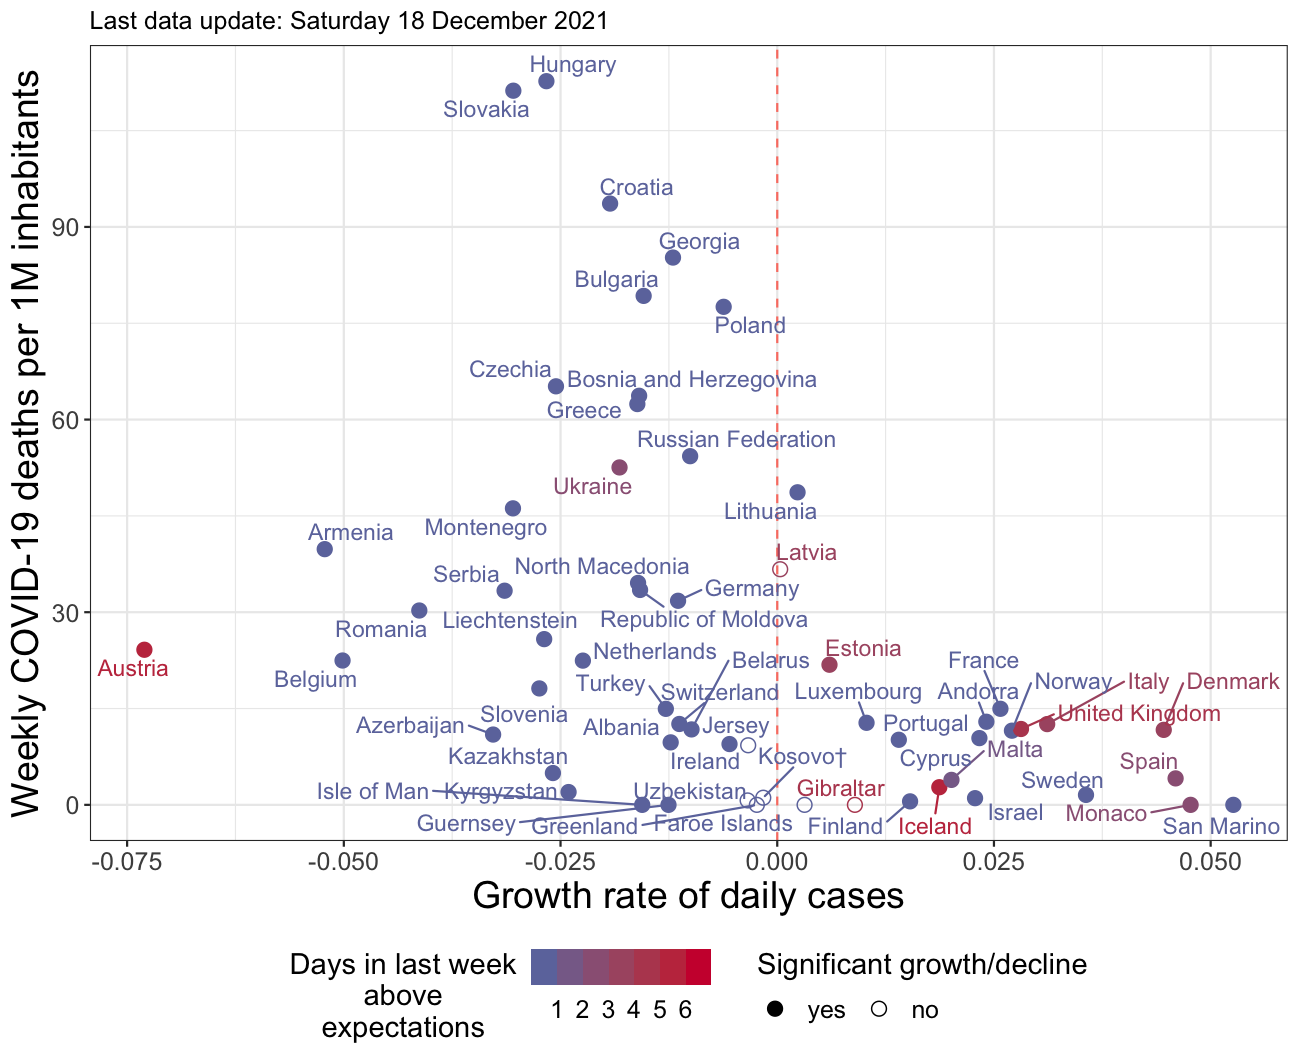 Last data update: Saturday 18 December 2021
Weekly COVID-19 deaths per 1M inhabitants
Hungary
Slovakia
Croatia
90
Georgia
Bulgaria
Poland
Czechia
Bosnia and Herzegovina
Greece
60
Russian Federation
Ukraine
Lithuania
Montenegro
Armenia
Latvia
North Macedonia
Serbia
Germany
30
Liechtenstein
Republic of Moldova
Romania
Estonia
Netherlands
Belarus
France
Austria
Belgium
Turkey
Switzerland
Luxembourg
Andorra
Norway
Italy
Denmark
Slovenia
United Kingdom
Azerbaijan
Albania
Jersey
Portugal
Malta
Kazakhstan
Ireland
Kosovo†
Cyprus
Spain
Isle of Man
Kyrgyzstan
Uzbekistan
Gibraltar
Sweden
0
Israel
Monaco
Guernsey
Greenland
Faroe Islands
Finland
Iceland
San Marino
-0.075 -0.050 -0.025 0.000 0.025 0.050
Growth rate of daily cases
Days in last week
above
expectations
1 2 3 4 5 6
Significant growth/decline
yes no